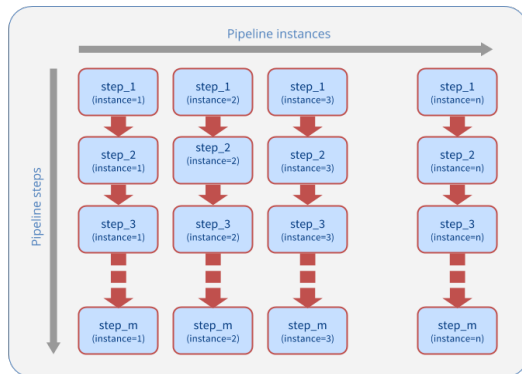 Pipeline instances
Pipeline steps
step_1
(instance=1)
step_1
(instance=2)
step_1
(instance=3)
step_1
(instance=n)
step_2
(instance=1)
step_2
(instance=2)
step_2
(instance=3)
step_2
(instance=n)
step_3
(instance=1)
step_3
(instance=2)
step_3
(instance=3)
step_3
(instance=n)
step_m
(instance=1)
step_m
(instance=2)
step_m
(instance=3)
step_m
(instance=n)